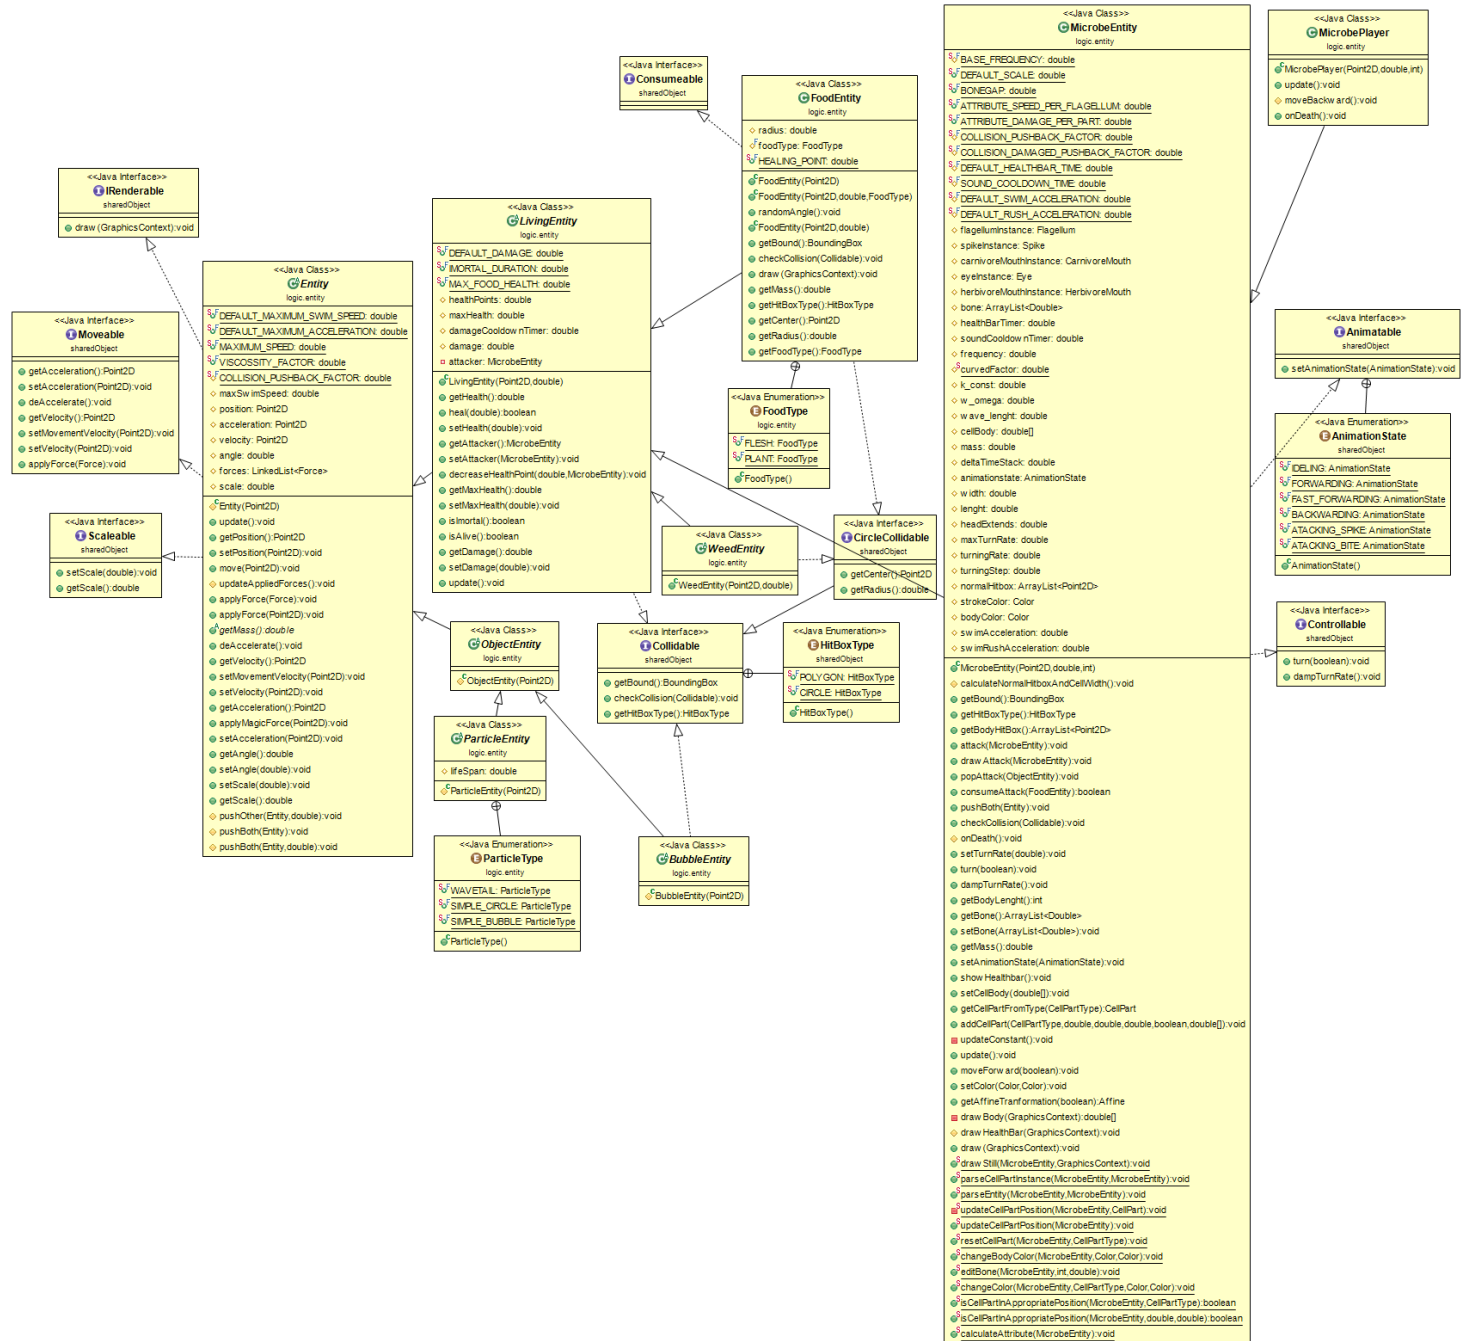 <<Java Interface>>
IRenderable
sharedObject
draw(GraphicsContext):void
<<Java Interface>>
Moveable
sharedObject
getAcceleration():Point2D
setAcceleration(Point2D):void
deAccelerate():void
getVelocity():Point2D
setMovementVelocity(Point2D):void
setVelocity(Point2D):void
applyForce(Force):void
<<Java Interface>>
Scaleable
sharedObject
setScale(double):void
getScale():double
<<Java Class>>
Entity
logic.entity
DEFAULT_MAXIMUM_SWIM_SPEED: double
DEFAULT_MAXIMUM_ACCELERATION: double
MAXIMUM_SPEED: double
VISCOSSITY_FACTOR: double
COLLISION_PUSHBACK_FACTOR: double
maxSwimSpeed: double
position: Point2D
acceleration: Point2D
velocity: Point2D
angle: double
forces: LinkedList<Force>
scale: double
Entity(Point2D)
update():void
getPosition():Point2D
setPosition(Point2D):void
move(Point2D):void
updateAppliedForces():void
applyForce(Force):void
applyForce(Point2D):void
getMass():double
deAccelerate():void
getVelocity():Point2D
setMovementVelocity(Point2D):void
setVelocity(Point2D):void
getAcceleration():Point2D
applyMagicForce(Point2D):void
setAcceleration(Point2D):void
getAngle():double
setAngle(double):void
setScale(double):void
getScale():double
pushOther(Entity,double):void
pushBoth(Entity):void
pushBoth(Entity,double):void
<<Java Class>>
LivingEntity
logic.entity
DEFAULT_DAMAGE: double
IMORTAL_DURATION: double
MAX_FOOD_HEALTH: double
healthPoints: double
maxHealth: double
damageCooldownTimer: double
damage: double
attacker: MicrobeEntity
LivingEntity(Point2D,double)
getHealth():double
heal(double):boolean
setHealth(double):void
getAttacker():MicrobeEntity
setAttacker(MicrobeEntity):void
decreaseHealthPoint(double,MicrobeEntity):void
getMaxHealth():double
setMaxHealth(double):void
isImortal():boolean
isAlive():boolean
getDamage():double
setDamage(double):void
update():void
<<Java Class>>
ObjectEntity
logic.entity
ObjectEntity(Point2D)
<<Java Class>>
ParticleEntity
logic.entity
lifeSpan: double
ParticleEntity(Point2D)
<<Java Enumeration>>
ParticleType
logic.entity
WAVETAIL: ParticleType
SIMPLE_CIRCLE: ParticleType
SIMPLE_BUBBLE: ParticleType
ParticleType()
<<Java Interface>>
Consumeable
sharedObject
<<Java Class>>
FoodEntity
logic.entity
radius: double
foodType: FoodType
HEALING_POINT: double
FoodEntity(Point2D)
FoodEntity(Point2D,double,FoodType)
randomAngle():void
FoodEntity(Point2D,double)
getBound():BoundingBox
checkCollision(Collidable):void
draw(GraphicsContext):void
getMass():double
getHitBoxType():HitBoxType
getCenter():Point2D
getRadius():double
getFoodType():FoodType
<<Java Enumeration>>
FoodType
logic.entity
FLESH: FoodType
PLANT: FoodType
FoodType()
<<Java Class>>
WeedEntity
logic.entity
WeedEntity(Point2D,double)
<<Java Interface>>
CircleCollidable
sharedObject
getCenter():Point2D
getRadius():double
<<Java Interface>>
Collidable
sharedObject
getBound():BoundingBox
checkCollision(Collidable):void
getHitBoxType():HitBoxType
<<Java Enumeration>>
HitBoxType
sharedObject
POLYGON: HitBoxType
CIRCLE: HitBoxType
HitBoxType()
<<Java Class>>
BubbleEntity
logic.entity
BubbleEntity(Point2D)
<<Java Class>>
MicrobeEntity
logic.entity
BASE_FREQUENCY: double
DEFAULT_SCALE: double
BONEGAP: double
ATTRIBUTE_SPEED_PER_FLAGELLUM: double
ATTRIBUTE_DAMAGE_PER_PART: double
COLLISION_PUSHBACK_FACTOR: double
COLLISION_DAMAGED_PUSHBACK_FACTOR: double
DEFAULT_HEALTHBAR_TIME: double
SOUND_COOLDOWN_TIME: double
DEFAULT_SWIM_ACCELERATION: double
DEFAULT_RUSH_ACCELERATION: double
flagellumInstance: Flagellum
spikeInstance: Spike
carnivoreMouthInstance: CarnivoreMouth
eyeInstance: Eye
herbivoreMouthInstance: HerbivoreMouth
bone: ArrayList<Double>
healthBarTimer: double
soundCooldownTimer: double
frequency: double
curvedFactor: double
k_const: double
w_omega: double
wave_lenght: double
cellBody: double[]
mass: double
deltaTimeStack: double
animationstate: AnimationState
width: double
lenght: double
headExtends: double
maxTurnRate: double
turningRate: double
turningStep: double
normalHitbox: ArrayList<Point2D>
strokeColor: Color
bodyColor: Color
swimAcceleration: double
swimRushAcceleration: double
MicrobeEntity(Point2D,double,int)
calculateNormalHitboxAndCellWidth():void
getBound():BoundingBox
getHitBoxType():HitBoxType
getBodyHitBox():ArrayList<Point2D>
attack(MicrobeEntity):void
drawAttack(MicrobeEntity):void
popAttack(ObjectEntity):void
consumeAttack(FoodEntity):boolean
pushBoth(Entity):void
checkCollision(Collidable):void
onDeath():void
setTurnRate(double):void
turn(boolean):void
dampTurnRate():void
getBodyLenght():int
getBone():ArrayList<Double>
setBone(ArrayList<Double>):void
getMass():double
setAnimationState(AnimationState):void
showHealthbar():void
setCellBody(double[]):void
getCellPartFromType(CellPartType):CellPart
addCellPart(CellPartType,double,double,double,boolean,double[]):void
updateConstant():void
update():void
moveForward(boolean):void
setColor(Color,Color):void
getAffineTranformation(boolean):Affine
drawBody(GraphicsContext):double[]
drawHealthBar(GraphicsContext):void
draw(GraphicsContext):void
drawStill(MicrobeEntity,GraphicsContext):void
parseCellPartInstance(MicrobeEntity,MicrobeEntity):void
parseEntity(MicrobeEntity,MicrobeEntity):void
updateCellPartPosition(MicrobeEntity,CellPart):void
updateCellPartPosition(MicrobeEntity):void
resetCellPart(MicrobeEntity,CellPartType):void
changeBodyColor(MicrobeEntity,Color,Color):void
editBone(MicrobeEntity,int,double):void
changeColor(MicrobeEntity,CellPartType,Color,Color):void
isCellPartInAppropriatePosition(MicrobeEntity,CellPartType):boolean
isCellPartInAppropriatePosition(MicrobeEntity,double,double):boolean
calculateAttribute(MicrobeEntity):void
<<Java Class>>
MicrobePlayer
logic.entity
MicrobePlayer(Point2D,double,int)
update():void
moveBackward():void
onDeath():void
<<Java Interface>>
Animatable
sharedObject
setAnimationState(AnimationState):void
<<Java Enumeration>>
AnimationState
sharedObject
IDELING: AnimationState
FORWARDING: AnimationState
FAST_FORWARDING: AnimationState
BACKWARDING: AnimationState
ATACKING_SPIKE: AnimationState
ATACKING_BITE: AnimationState
AnimationState()
<<Java Interface>>
Controllable
sharedObject
turn(boolean):void
dampTurnRate():void